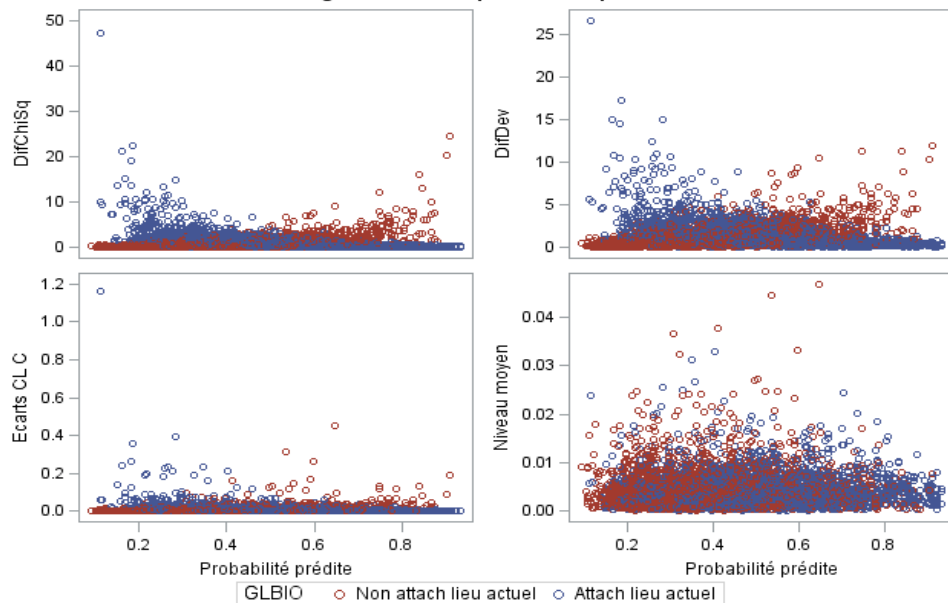 DifChiSq
50
40
30
20
10
0
DifDev
25
20
15
10
5
0
Ecarts CL C
1.2
1.0
0.8
0.6
0.4
0.2
0.0
0.2 0.4 0.6 0.8
Probabilité prédite
Niveau moyen
0.04
0.03
0.02
0.01
0.00
0.2 0.4 0.6 0.8
Probabilité prédite
GLBIO Non attach lieu actuel Attach lieu actuel